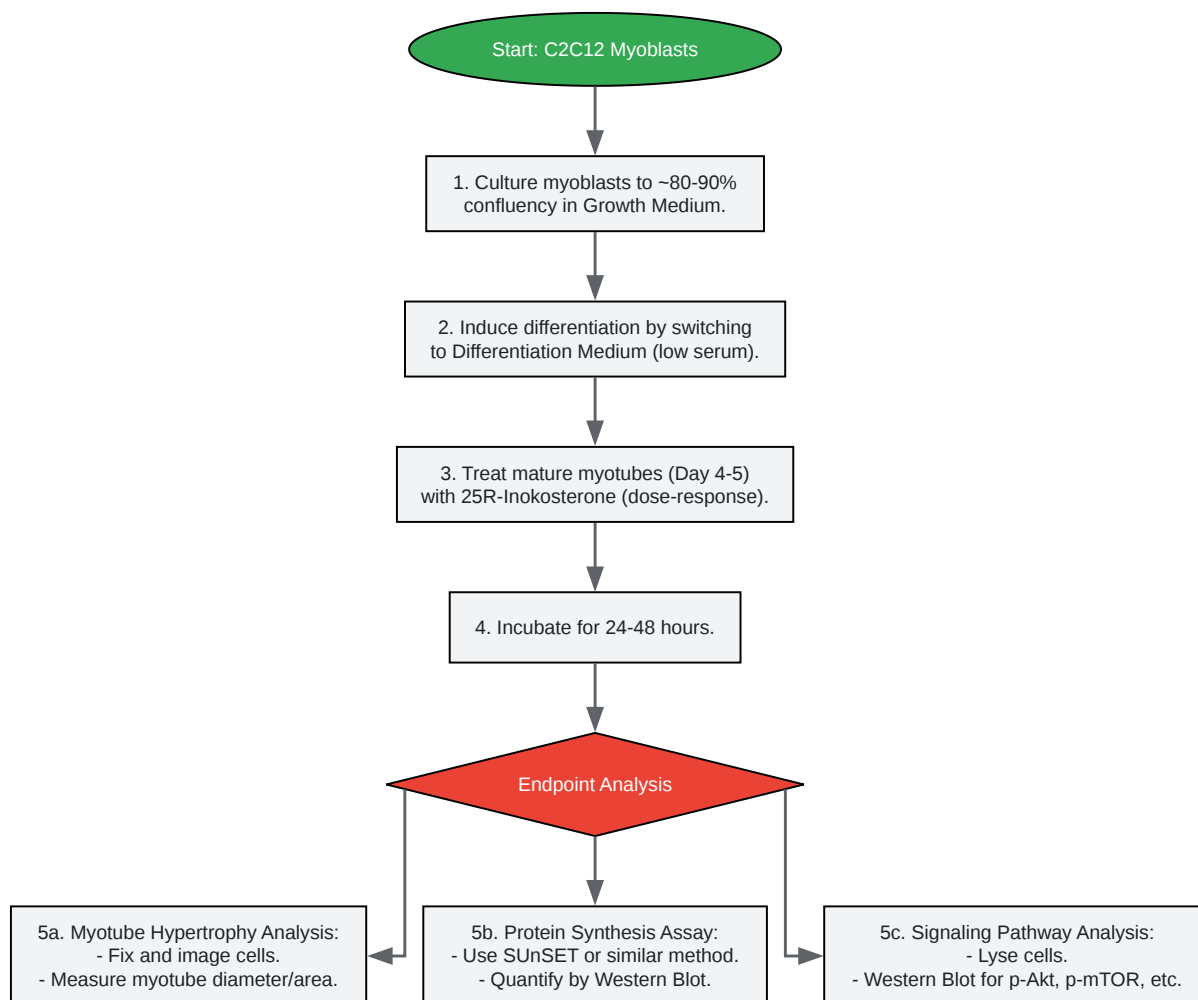 Start: C2C12 Myoblasts
1. Culture myoblasts to ~80-90%
confluency in Growth Medium.
2. Induce differentiation by switching
to Differentiation Medium (low serum).
3. Treat mature myotubes (Day 4-5)
with 25R-Inokosterone (dose-response).
4. Incubate for 24-48 hours.
Endpoint Analysis
5a. Myotube Hypertrophy Analysis:
- Fix and image cells.
- Measure myotube diameter/area.
5b. Protein Synthesis Assay:
- Use SUnSET or similar method.
- Quantify by Western Blot.
5c. Signaling Pathway Analysis:
- Lyse cells.
- Western Blot for p-Akt, p-mTOR, etc.